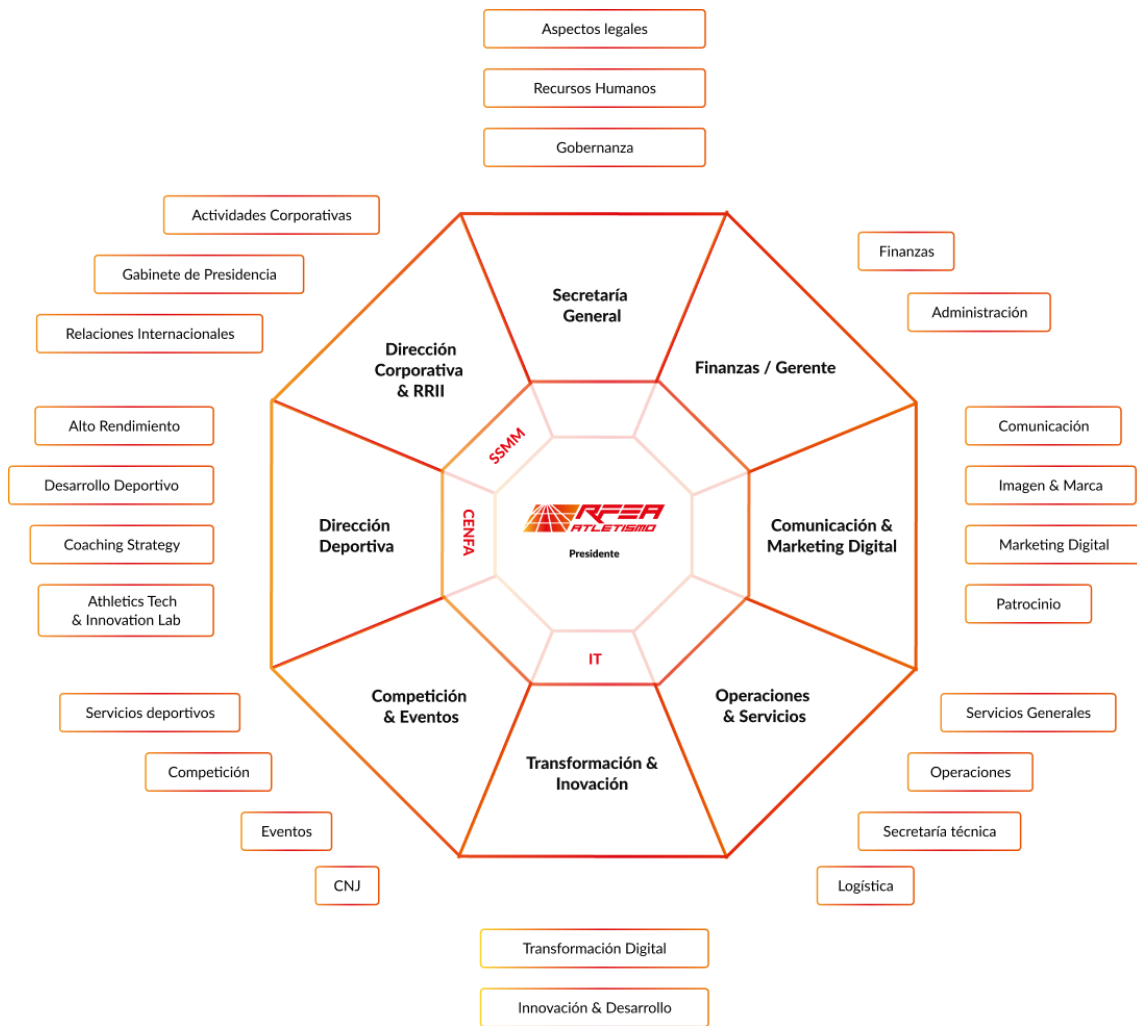 Aspectos legales
Recursos Humanos
Gobernanza
Actividades Corporativas
Gabinete de Presidencia
Relaciones Internacionales
Finanzas
Administración
Secretaría
General
Dirección
Corporativa
& RRII
Finanzas / Gerente
Alto Rendimiento
Desarrollo Deportivo
Coaching Strategy
Athletics Tech
& Innovation Lab
Dirección
Deportiva
SSMM
CENFA
RFEA
ATLETISMO
Presidente
IT
Comunicación &
Marketing Digital
Comunicación
Imagen & Marca
Marketing Digital
Patrocinio
Competición
& Eventos
Transformación &
Inovación
Operaciones
& Servicios
Servicios deportivos
Competición
Eventos
CNJ
Servicios Generales
Operaciones
Secretaría técnica
Logística
Transformación Digital
Innovación & Desarrollo